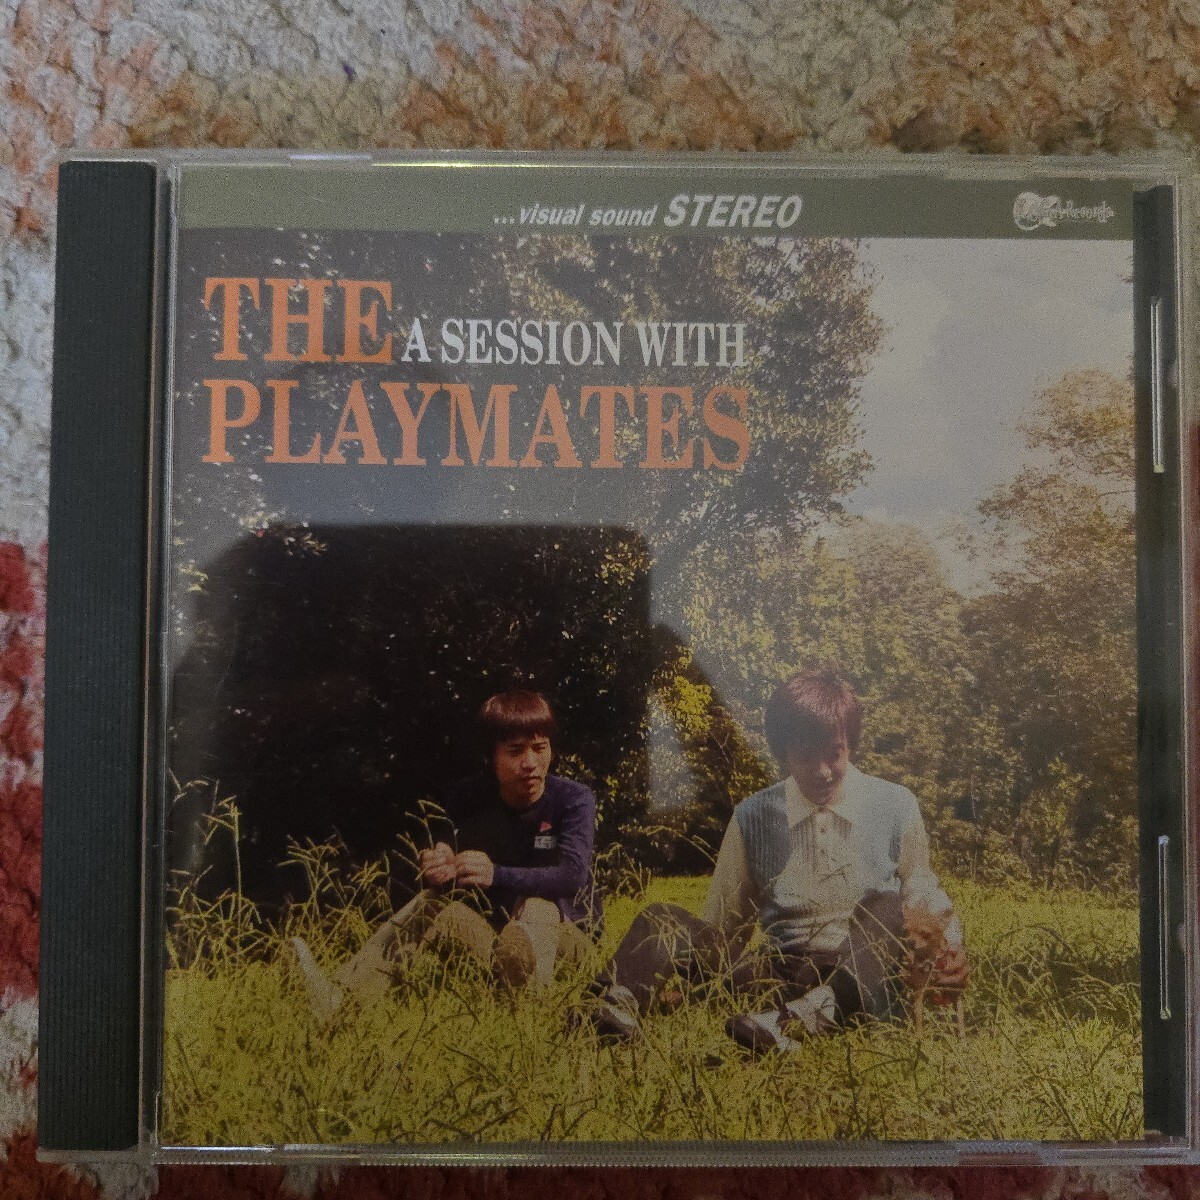 ...visual sound STEREO
THE A SESSION WITH
PLAYMATES